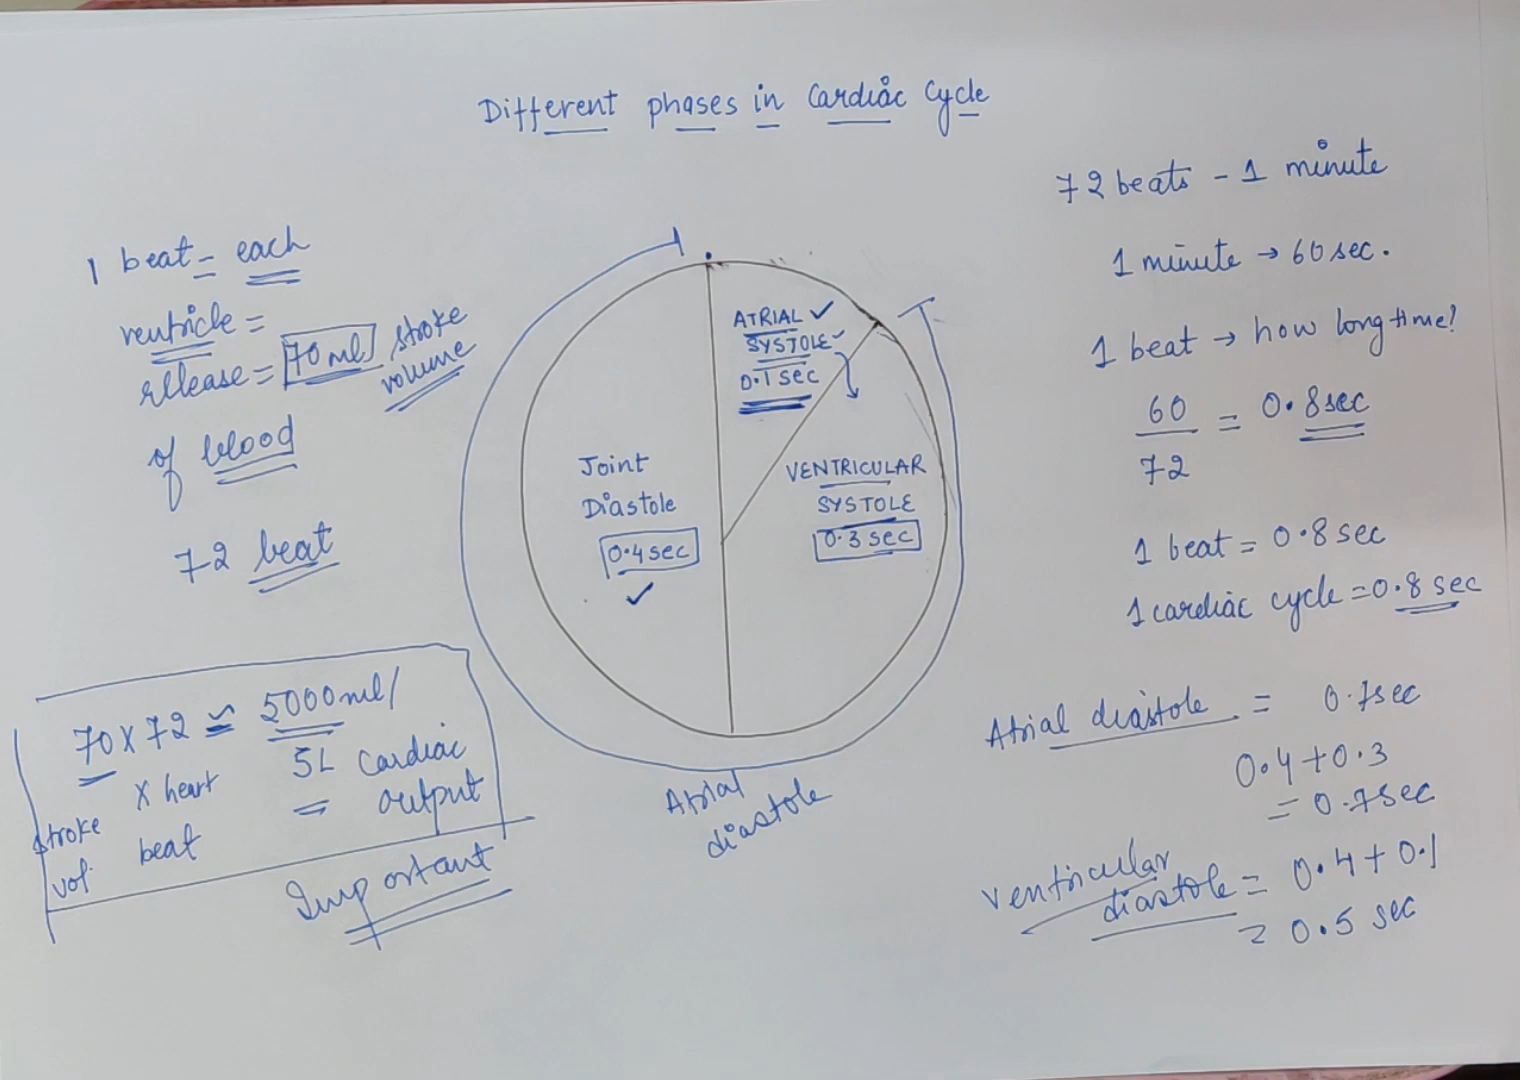 Different phases in Cardiac Cycle
1 beat = each
ventricle =
release = 70 ml stroke
volume
of blood
72 beat
70 X 72 ≃ 5000 ml/
X heart 5L cardiac
stroke beat output
vol.
Important
ATRIAL ✓
SYSTOLE ✓
0.1 sec
Joint
Diastole
0.4 sec
✓
VENTRICULAR
SYSTOLE
0.3 sec
Atrial
diastole
72 beats - 1 minute
1 minute → 60 sec.
1 beat → how long time?
60
72
= 0.8 sec
1 beat = 0.8 sec
1 cardiac cycle = 0.8 sec
Atrial diastole = 0.7 sec
0.4 + 0.3
= 0.7 sec
Ventricular
diastole = 0.4 + 0.1
= 0.5 sec